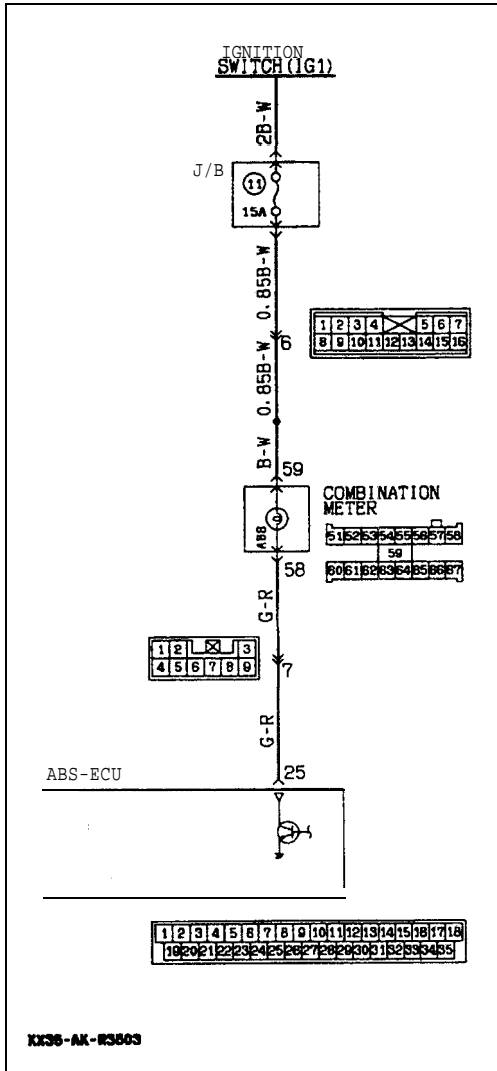 IGNITION
SWITCH(IG1)
2B-W
J/B
11
15A
0.85B-W
6
1 2 3 4 5 6 7
8 9 10 11 12 13 14 15 16
0.85B-W
B-W
59
COMBINATION
METER
ABS
51 52 53 54 55 56 57 58
59
60 61 62 63 64 65 66 67
58
G-R
1 2 3
4 5 6 7 8 9
7
G-R
25
ABS-ECU
1 2 3 4 5 6 7 8 9 10 11 12 13 14 15 16 17 18
19 20 21 22 23 24 25 26 27 28 29 30 31 32 33 34 35
XX35-AK-R3503